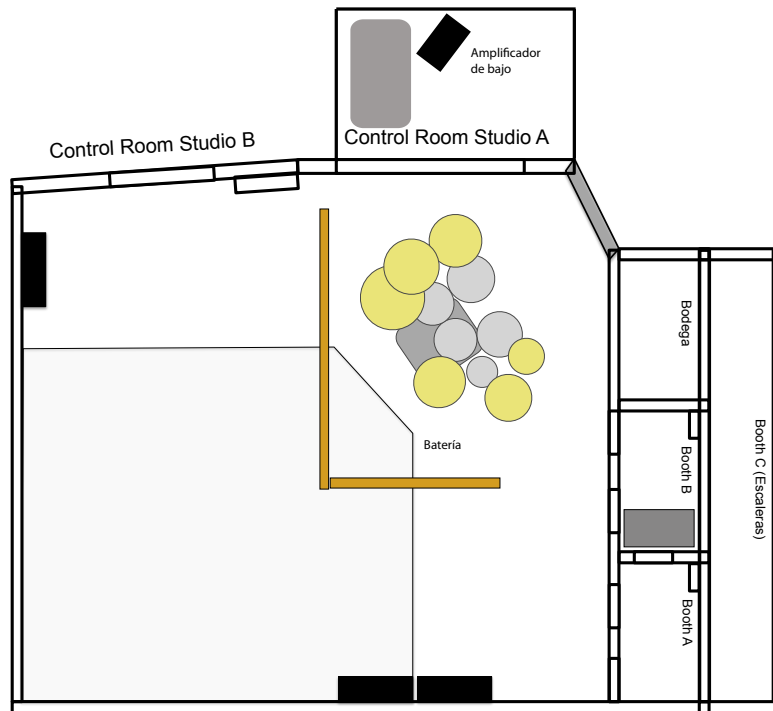 Amplificador
de bajo
Control Room Studio A
Control Room Studio B
Bodega
Booth B
Booth C (Escaleras)
Batería
Booth A